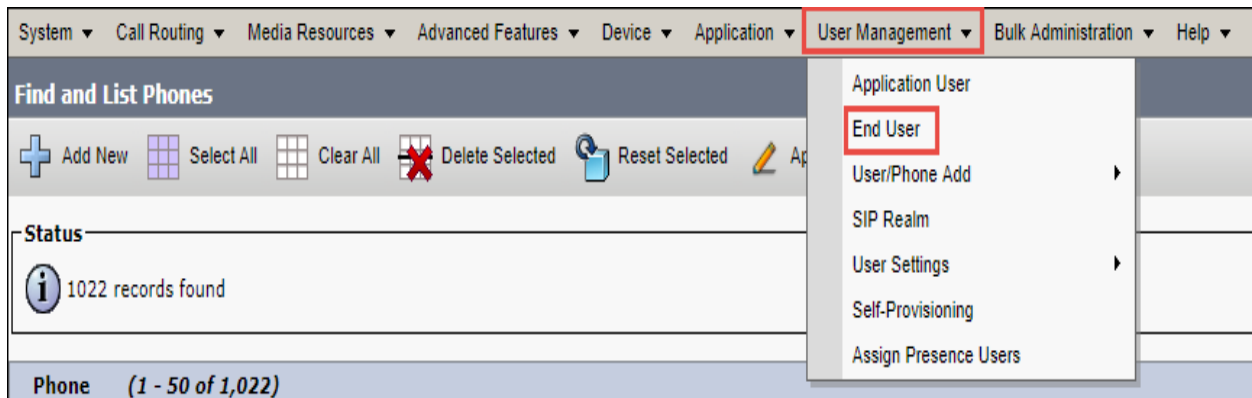 System Call Routing Media Resources Advanced Features Device Application User Management Bulk Administration Help
Find and List Phones
Add New Select All Clear All Delete Selected Reset Selected Ap
Application User
End User
User/Phone Add
SIP Realm
User Settings
Self-Provisioning
Assign Presence Users
Status
i 1022 records found
Phone (1 - 50 of 1,022)